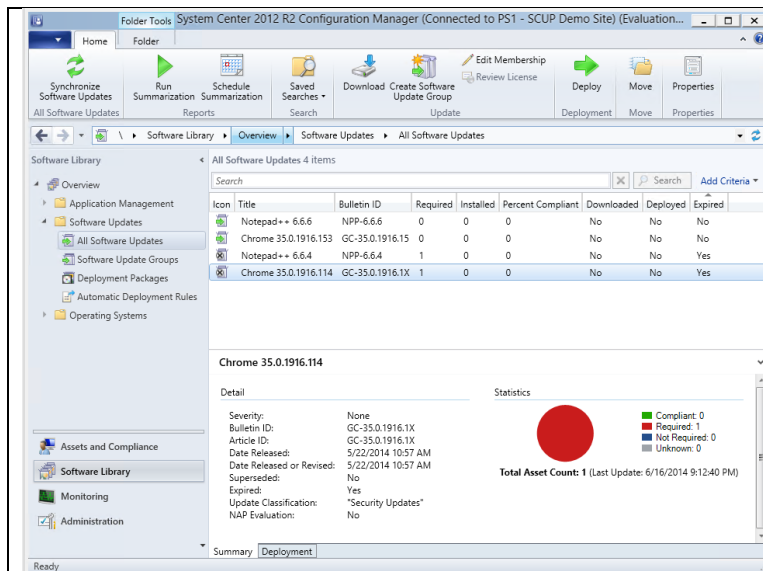 Folder Tools System Center 2012 R2 Configuration Manager (Connected to PS1 - SCUP Demo Site) (Evaluation...
Home Folder
Synchronize Software Updates
Run Summarization
Schedule Summarization
Saved Searches
Download
Create Software Update Group
Edit Membership
Review License
Deploy
Move
Properties
All Software Updates Reports Search Update Deployment Move Properties
\ Software Library Overview Software Updates All Software Updates
Software Library
Overview
Application Management
Software Updates
All Software Updates
Software Update Groups
Deployment Packages
Automatic Deployment Rules
Operating Systems
Assets and Compliance
Software Library
Monitoring
Administration
All Software Updates 4 items
Search Search Add Criteria
Icon Title Bulletin ID Required Installed Percent Compliant Downloaded Deployed Expired
Notepad++ 6.6.6 NPP-6.6.6 0 0 0 No No No
Chrome 35.0.1916.153 GC-35.0.1916.15 0 0 0 No No No
Notepad++ 6.6.4 NPP-6.6.4 1 0 0 No No Yes
Chrome 35.0.1916.114 GC-35.0.1916.1X 1 0 0 No No Yes
Chrome 35.0.1916.114
Detail
Severity: None
Bulletin ID: GC-35.0.1916.1X
Article ID: GC-35.0.1916.1X
Date Released: 5/22/2014 10:57 AM
Date Released or Revised: 5/22/2014 10:57 AM
Superseded: No
Expired: Yes
Update Classification: "Security Updates"
NAP Evaluation: No
Statistics
Compliant: 0
Required: 1
Not Required: 0
Unknown: 0
Total Asset Count: 1 (Last Update: 6/16/2014 9:12:40 PM)
Summary Deployment
Ready